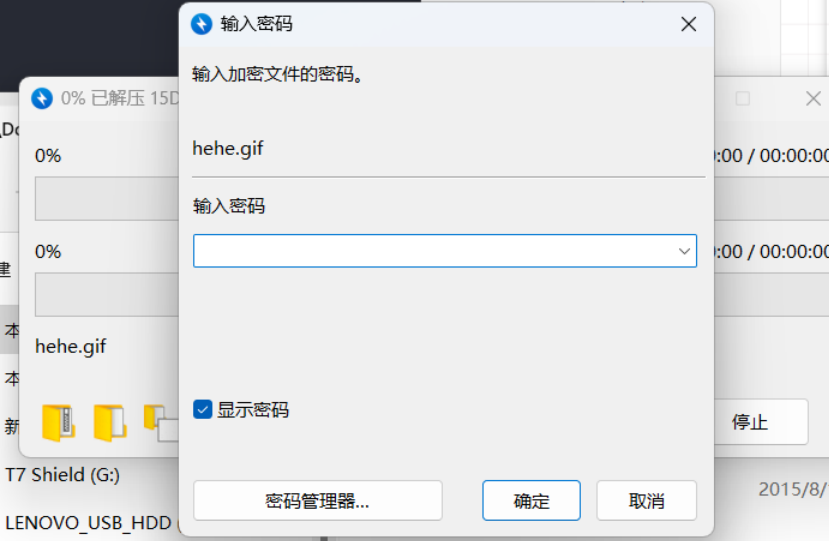 输入密码
0% 已解压 15D
输入加密文件的密码。
0%
:00 / 00:00:00
hehe.gif
输入密码
0%
:00 / 00:00:00
建
本
hehe.gif
本
显示密码
新
停止
T7 Shield (G:)
密码管理器...
确定
取消
2015/8/
LENOVO_USB_HDD